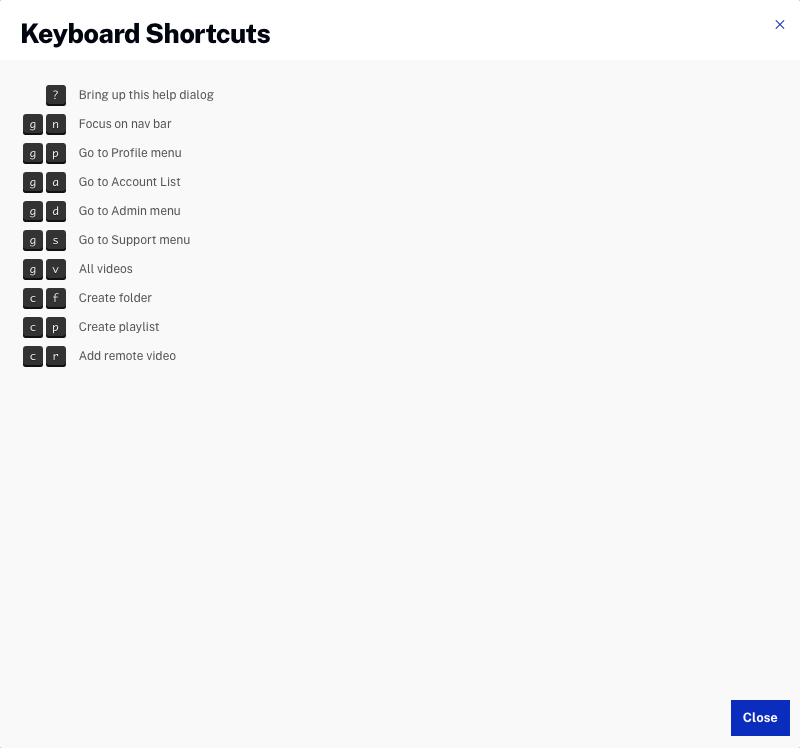 Keyboard Shortcuts
? Bring up this help dialog
g n Focus on nav bar
g p Go to Profile menu
g a Go to Account List
g d Go to Admin menu
g s Go to Support menu
g v All videos
c f Create folder
c p Create playlist
c r Add remote video
Close